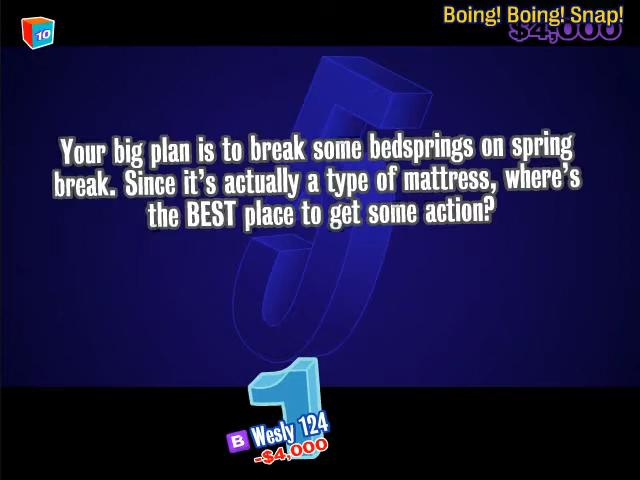 Boing! Boing! Snap!
10
$4,000
Your big plan is to break some bedsprings on spring
break. Since it's actually a type of mattress, where's
the BEST place to get some action?
1
B Wesly 124
-$4,000